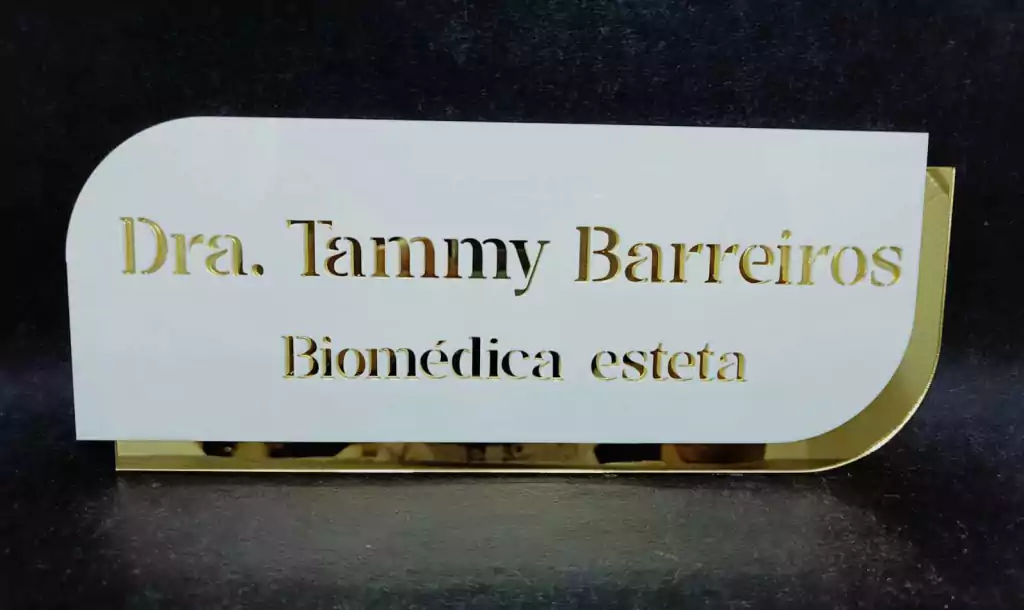 Dra. Tammy Barreiros
Biomédica esteta